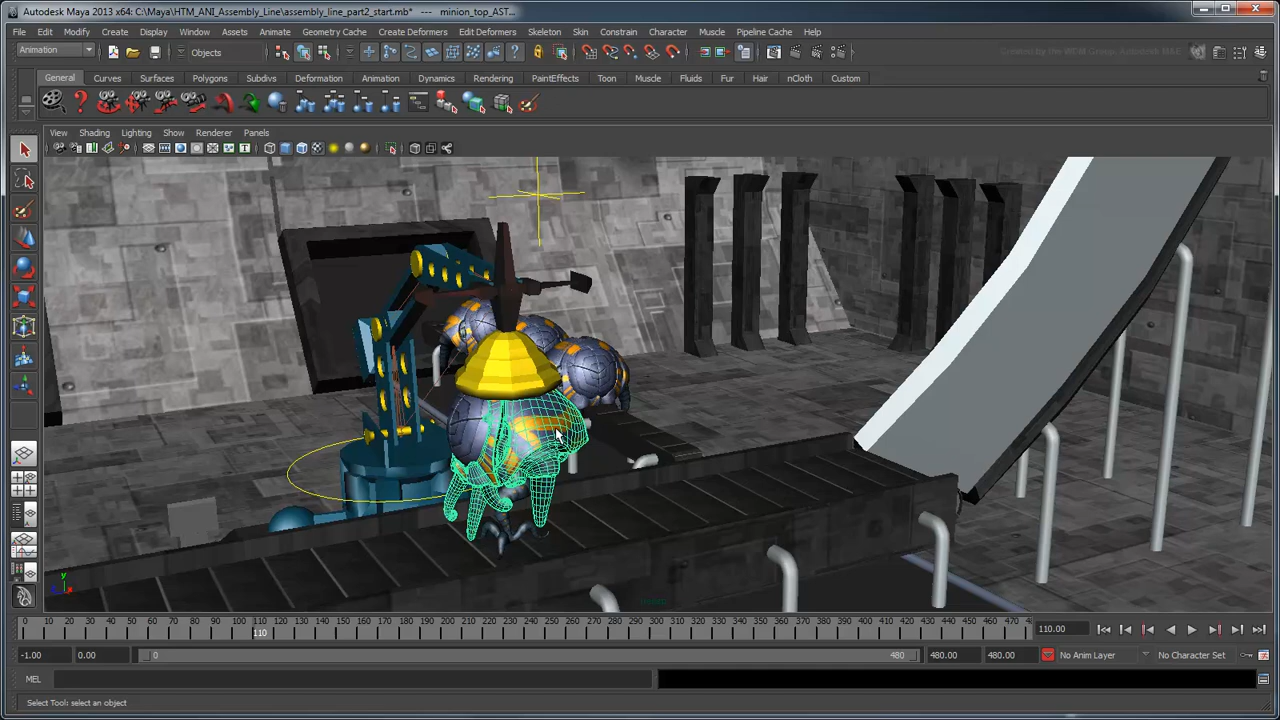 Autodesk Maya 2013 x64: C:\Maya\HTM_ANI_Assembly_Line\assembly_line_part2_start.mb* --- minion_top_AST...
File Edit Modify Create Display Window Assets Animate Geometry Cache Create Deformers Edit Deformers Skeleton Skin Constrain Character Muscle Pipeline Cache Help
Animation Objects
General Curves Surfaces Polygons Subdivs Deformation Animation Dynamics Rendering PaintEffects Toon Muscle Fluids Fur Hair nCloth Custom
View Shading Lighting Show Renderer Panels
y
0 10 20 30 40 50 60 70 80 90 100 110 120 130 140 150 160 170 180 190 200 210 220 230 240 250 260 270 280 290 300 310 320 330 340 350 360 370 380 390 400 410 420 430 440 450 460 470 4
110 110.00
-1.00 0.00 0 480 480.00 480.00 No Anim Layer No Character Set
MEL
Select Tool: select an object